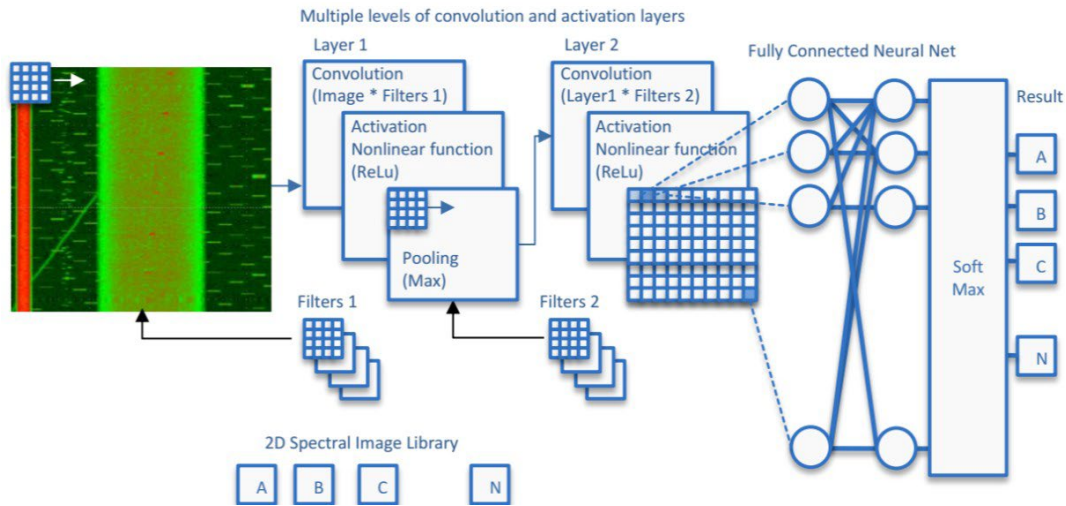 Multiple levels of convolution and activation layers
Layer 1
Convolution
(Image * Filters 1)
Activation
Nonlinear function
(ReLu)
Pooling
(Max)
Filters 1
Layer 2
Convolution
(Layer1 * Filters 2)
Activation
Nonlinear function
(ReLu)
Filters 2
Fully Connected Neural Net
Soft
Max
Result
A
B
C
N
2D Spectral Image Library
A B C N